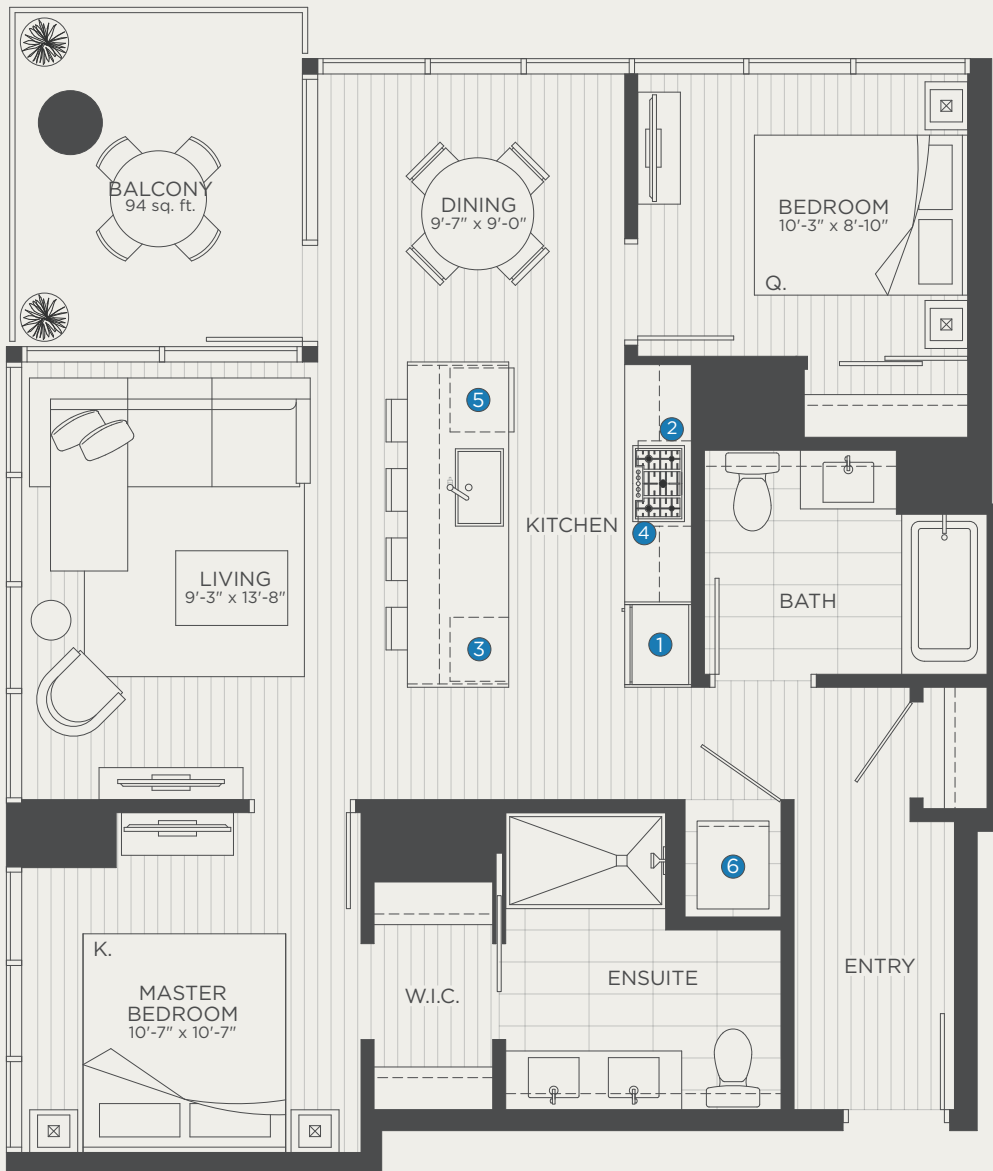 BALCONY
94 sq. ft.
DINING
9'-7" x 9'-0"
BEDROOM
10'-3" x 8'-10"
Q.
5
2
KITCHEN
4
LIVING
9'-3" x 13'-8"
BATH
3
1
6
K.
MASTER
BEDROOM
10'-7" x 10'-7"
W.I.C.
ENSUITE
ENTRY